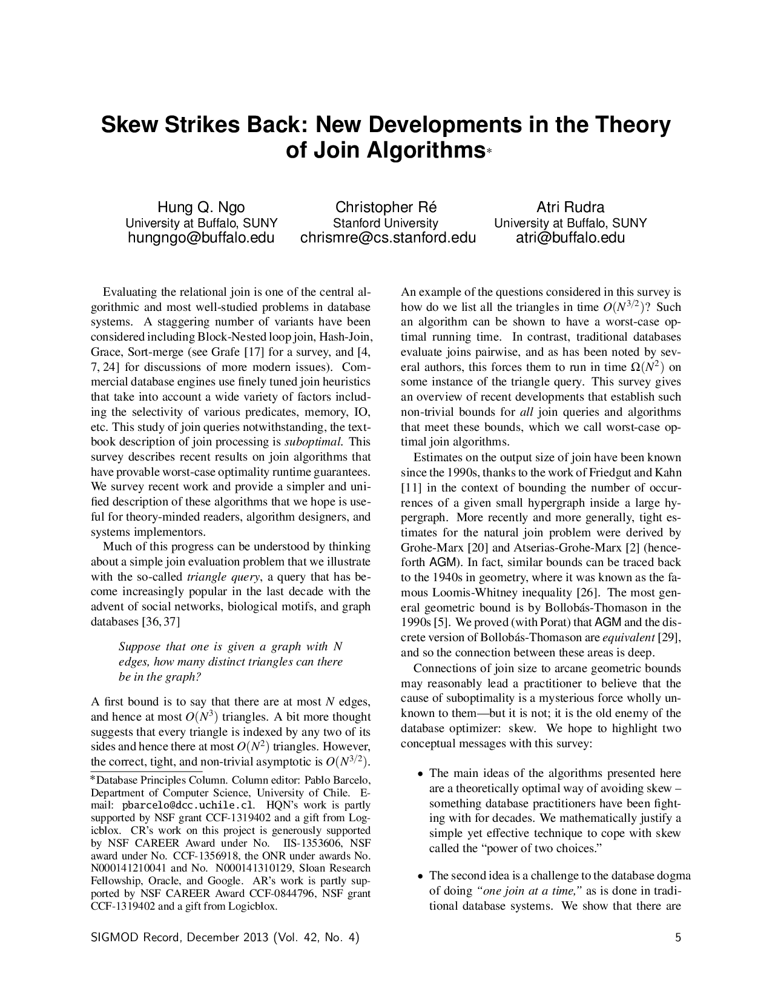 Skew Strikes Back: New Developments in the Theory
of Join Algorithms*
Hung Q. Ngo
University at Buffalo, SUNY
hungngo@buffalo.edu
Christopher Ré
Stanford University
chrismre@cs.stanford.edu
Atri Rudra
University at Buffalo, SUNY
atri@buffalo.edu
Evaluating the relational join is one of the central al-
gorithmic and most well-studied problems in database
systems. A staggering number of variants have been
considered including Block-Nested loop join, Hash-Join,
Grace, Sort-merge (see Grafe [17] for a survey, and [4,
7, 24] for discussions of more modern issues). Com-
mercial database engines use finely tuned join heuristics
that take into account a wide variety of factors includ-
ing the selectivity of various predicates, memory, IO,
etc. This study of join queries notwithstanding, the text-
book description of join processing is suboptimal. This
survey describes recent results on join algorithms that
have provable worst-case optimality runtime guarantees.
We survey recent work and provide a simpler and uni-
fied description of these algorithms that we hope is use-
ful for theory-minded readers, algorithm designers, and
systems implementors.
Much of this progress can be understood by thinking
about a simple join evaluation problem that we illustrate
with the so-called triangle query, a query that has be-
come increasingly popular in the last decade with the
advent of social networks, biological motifs, and graph
databases [36, 37]
Suppose that one is given a graph with N
edges, how many distinct triangles can there
be in the graph?
A first bound is to say that there are at most N edges,
and hence at most O(N³) triangles. A bit more thought
suggests that every triangle is indexed by any two of its
sides and hence there at most O(N²) triangles. However,
the correct, tight, and non-trivial asymptotic is O(N^{3/2}).
*Database Principles Column. Column editor: Pablo Barcelo,
Department of Computer Science, University of Chile. E-
mail: pbarcelo@dcc.uchile.cl. HQN's work is partly
supported by NSF grant CCF-1319402 and a gift from Log-
icblox. CR's work on this project is generously supported
by NSF CAREER Award under No. IIS-1353606, NSF
award under No. CCF-1356918, the ONR under awards No.
N000141210041 and No. N000141310129, Sloan Research
Fellowship, Oracle, and Google. AR's work is partly sup-
ported by NSF CAREER Award CCF-0844796, NSF grant
CCF-1319402 and a gift from Logicblox.
An example of the questions considered in this survey is
how do we list all the triangles in time O(N^{3/2})? Such
an algorithm can be shown to have a worst-case op-
timal running time. In contrast, traditional databases
evaluate joins pairwise, and as has been noted by sev-
eral authors, this forces them to run in time Ω(N²) on
some instance of the triangle query. This survey gives
an overview of recent developments that establish such
non-trivial bounds for all join queries and algorithms
that meet these bounds, which we call worst-case op-
timal join algorithms.
Estimates on the output size of join have been known
since the 1990s, thanks to the work of Friedgut and Kahn
[11] in the context of bounding the number of occur-
rences of a given small hypergraph inside a large hy-
pergraph. More recently and more generally, tight es-
timates for the natural join problem were derived by
Grohe-Marx [20] and Atserias-Grohe-Marx [2] (hence-
forth AGM). In fact, similar bounds can be traced back
to the 1940s in geometry, where it was known as the fa-
mous Loomis-Whitney inequality [26]. The most gen-
eral geometric bound is by Bollobás-Thomason in the
1990s [5]. We proved (with Porat) that AGM and the dis-
crete version of Bollobás-Thomason are equivalent [29],
and so the connection between these areas is deep.
Connections of join size to arcane geometric bounds
may reasonably lead a practitioner to believe that the
cause of suboptimality is a mysterious force wholly un-
known to them—but it is not; it is the old enemy of the
database optimizer: skew. We hope to highlight two
conceptual messages with this survey:
• The main ideas of the algorithms presented here
are a theoretically optimal way of avoiding skew –
something database practitioners have been fight-
ing with for decades. We mathematically justify a
simple yet effective technique to cope with skew
called the “power of two choices.”
• The second idea is a challenge to the database dogma
of doing “one join at a time,” as is done in tradi-
tional database systems. We show that there are
SIGMOD Record, December 2013 (Vol. 42, No. 4)
5